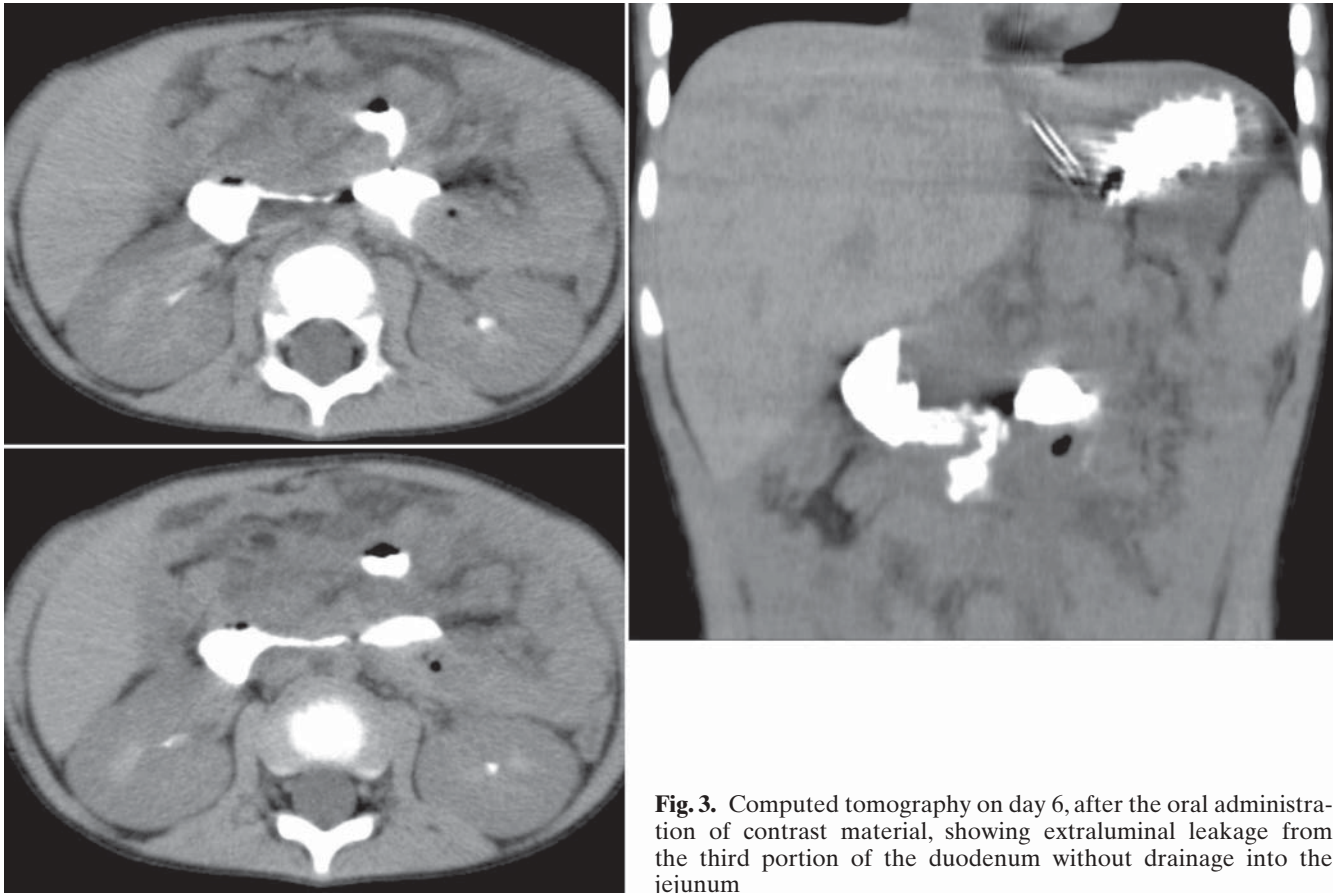 Fig. 3. Computed tomography on day 6, after the oral administra-
tion of contrast material, showing extraluminal leakage from
the third portion of the duodenum without drainage into the
jejunum